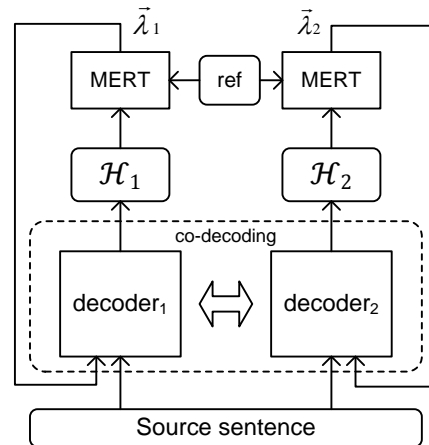 λ⃗₁ λ⃗₂
MERT ref MERT
ℋ₁ ℋ₂
co-decoding
decoder₁ decoder₂
Source sentence